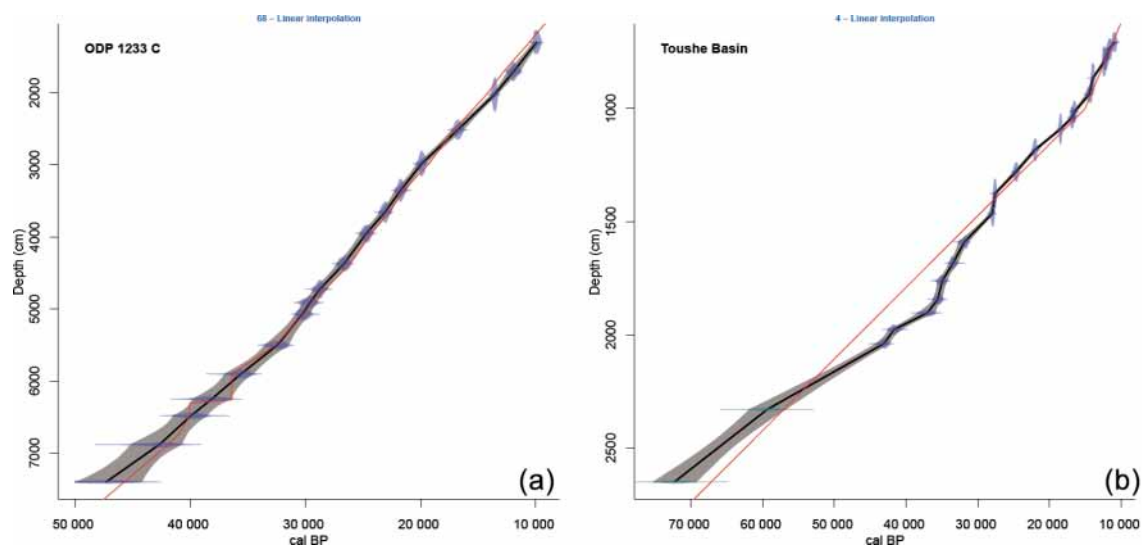 68 – Linear interpolation
ODP 1233 C
Depth (cm)
2000
3000
4000
5000
6000
7000
50 000 40 000 30 000 20 000 10 000
cal BP
(a)
4 – Linear interpolation
Toushe Basin
Depth (cm)
1000
1500
2000
2500
70 000 60 000 50 000 40 000 30 000 20 000 10 000
cal BP
(b)